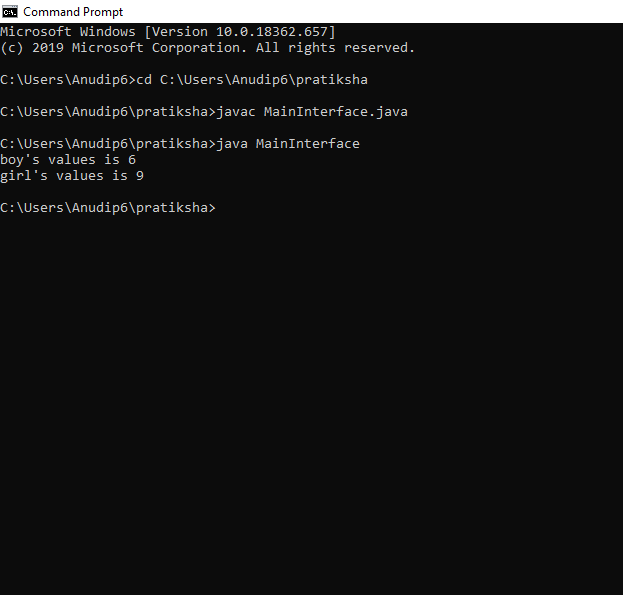 Command Prompt
Microsoft Windows [Version 10.0.18362.657]
(c) 2019 Microsoft Corporation. All rights reserved.
C:\Users\Anudip6>cd C:\Users\Anudip6\pratiksha
C:\Users\Anudip6\pratiksha>javac MainInterface.java
C:\Users\Anudip6\pratiksha>java MainInterface
boy's values is 6
girl's values is 9
C:\Users\Anudip6\pratiksha>